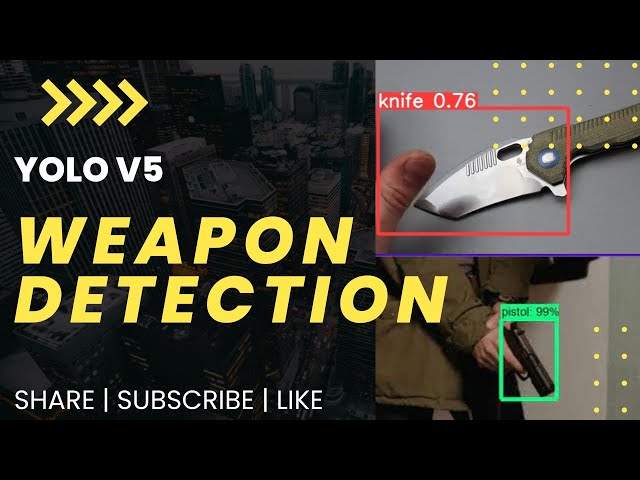 YOLO V5
WEAPON
DETECTION
SHARE | SUBSCRIBE | LIKE
knife 0.76
pistol: 99%